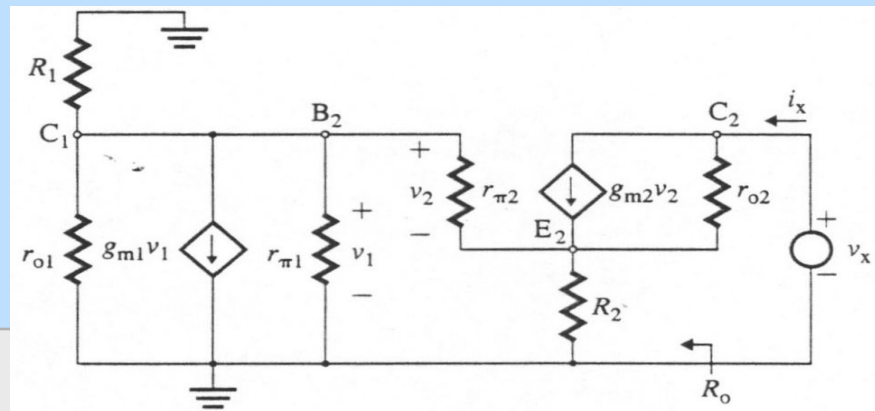 R1
C1
B2
C2
ix
+
v2
−
rπ2
gm2v2
ro2
E2
ro1
gm1v1
rπ1
+
v1
−
R2
+
vx
−
Ro